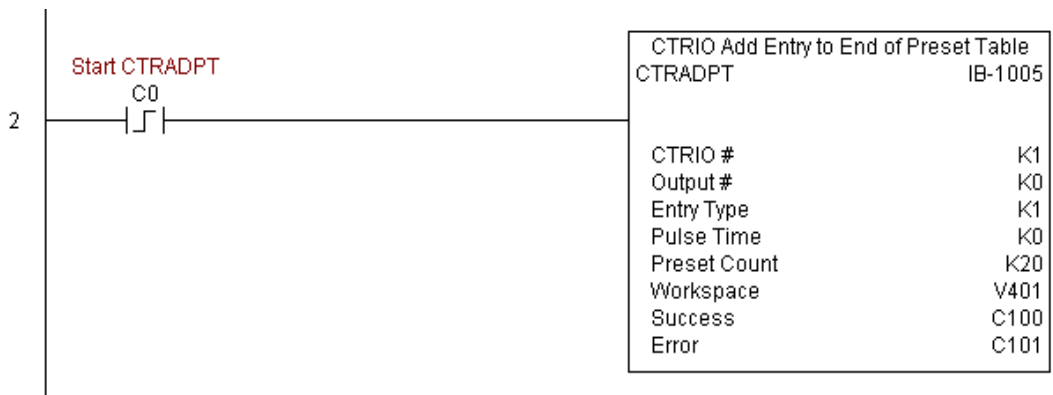 Start CTRADPT
C0
2
CTRIO Add Entry to End of Preset Table
CTRADPT IB-1005
CTRIO # K1
Output # K0
Entry Type K1
Pulse Time K0
Preset Count K20
Workspace V401
Success C100
Error C101